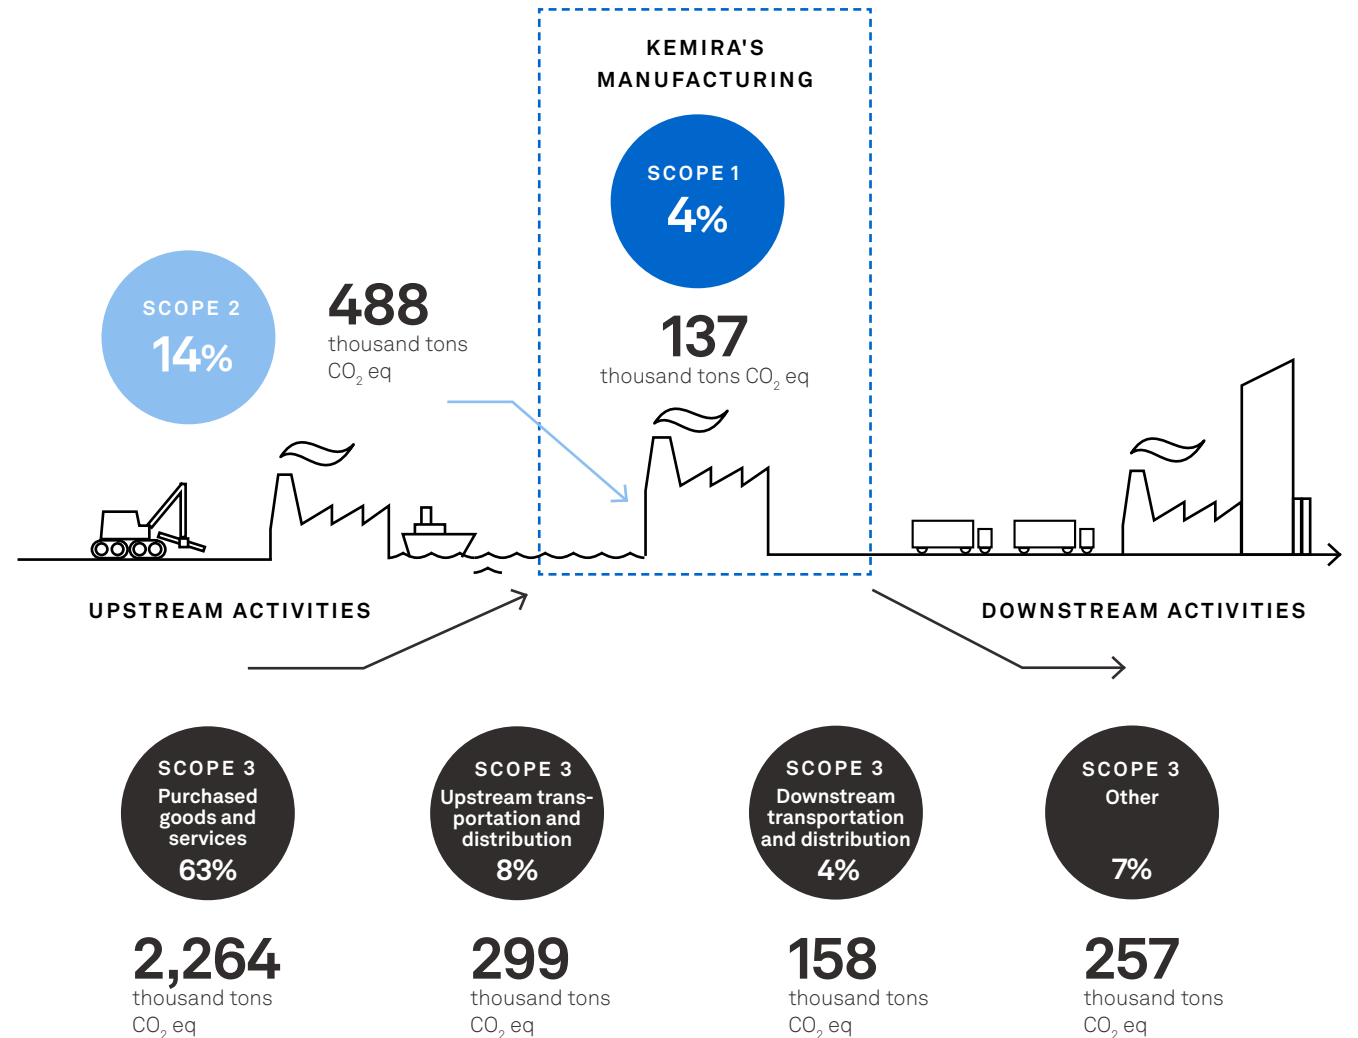 KEMIRA'S
MANUFACTURING
SCOPE 1
4%
137
thousand tons CO₂ eq
SCOPE 2
14%
488
thousand tons
CO₂ eq
UPSTREAM ACTIVITIES
DOWNSTREAM ACTIVITIES
SCOPE 3
Purchased
goods and
services
63%
2,264
thousand tons
CO₂ eq
SCOPE 3
Upstream trans-
portation and
distribution
8%
299
thousand tons
CO₂ eq
SCOPE 3
Downstream
transportation
and distribution
4%
158
thousand tons
CO₂ eq
SCOPE 3
Other
7%
257
thousand tons
CO₂ eq